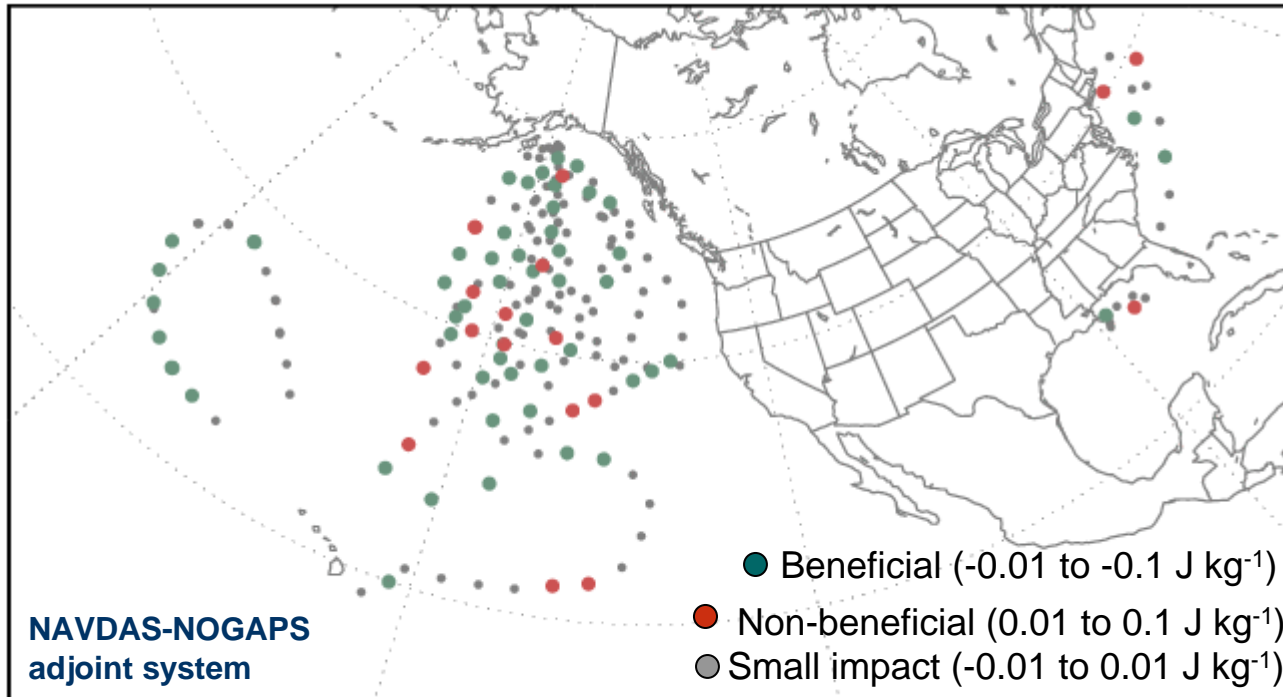 Beneficial (-0.01 to -0.1 J kg-1)
Non-beneficial (0.01 to 0.1 J kg-1)
Small impact (-0.01 to 0.01 J kg-1)
NAVDAS-NOGAPS
adjoint system